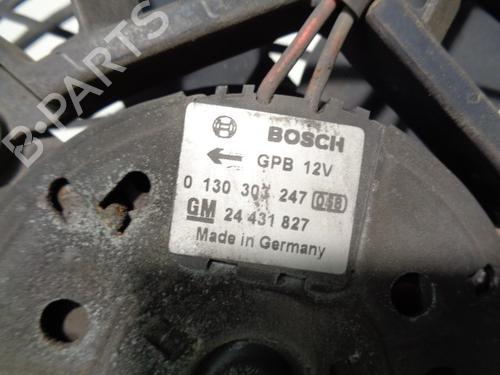 B-PARTS
BOSCH
GPB 12V
0 130 303 247 048
GM 24 431 827
Made in Germany